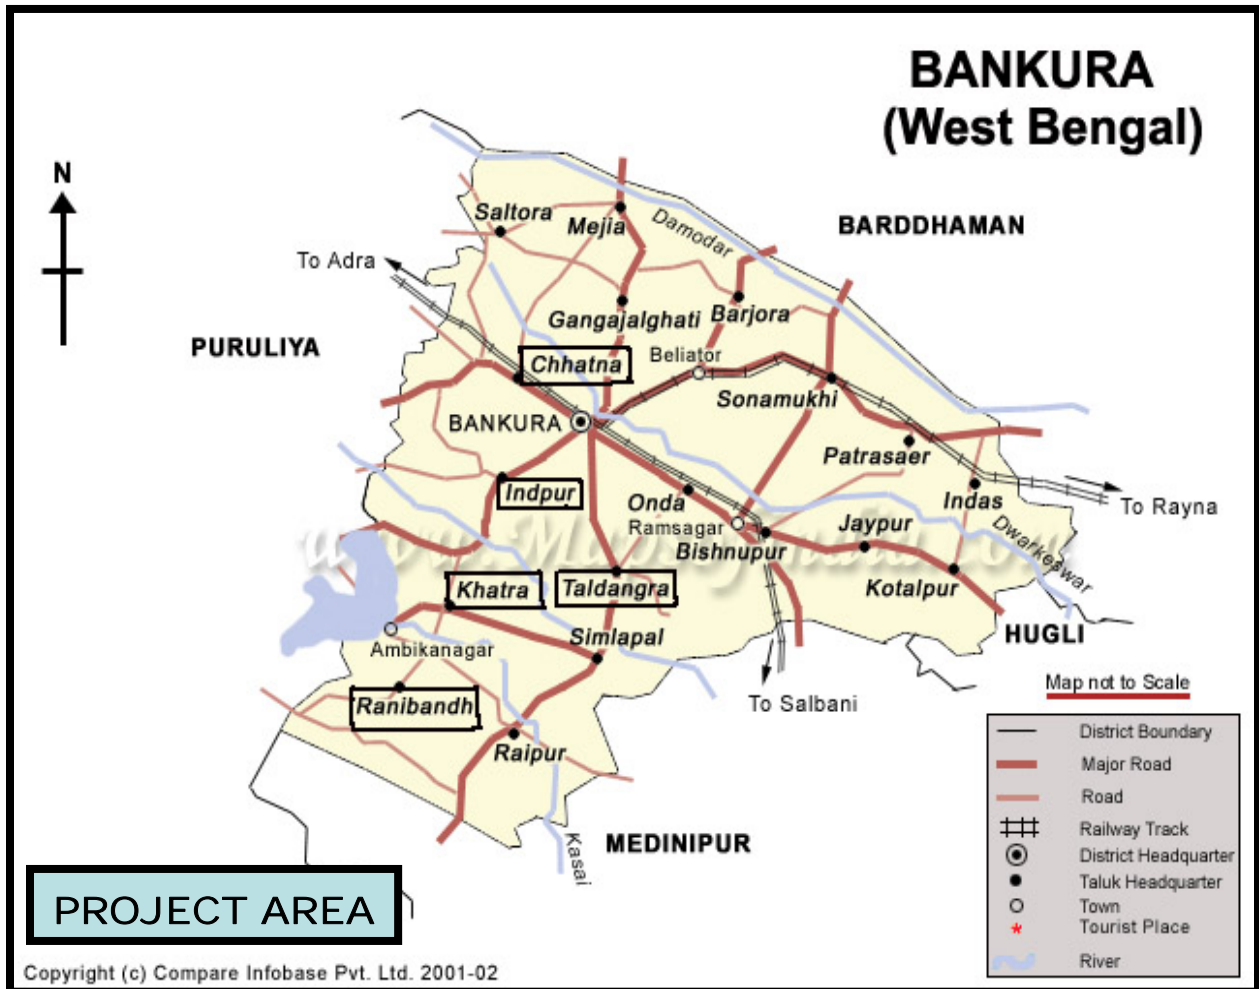 BANKURA
(West Bengal)
N
BARDDHAMAN
Damodar
Saltora
Mejia
To Adra
Gangajalghati
Barjora
PURULIYA
Chhatna
Beliator
Sonamukhi
BANKURA
Patrasaer
Indpur
Onda
Indas
To Rayna
Ramsagar
Jaypur
Dwarkeswar
www.MapsofIndia.com
Bishnupur
Khatra
Taldangra
Kotalpur
Simlapal
HUGLI
Ambikanagar
Map not to Scale
Ranibandh
To Salbani
Raipur
District Boundary
Major Road
Road
Railway Track
District Headquarter
Taluk Headquarter
Town
Tourist Place
River
Kasai
MEDINIPUR
PROJECT AREA
Copyright (c) Compare Infobase Pvt. Ltd. 2001-02